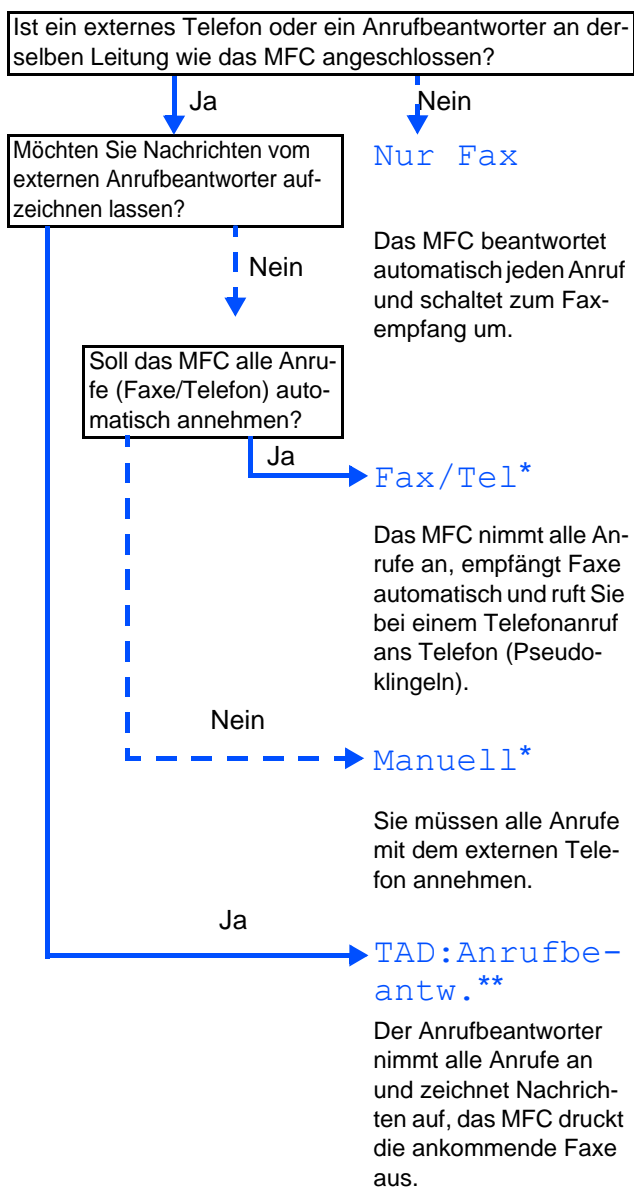 Ist ein externes Telefon oder ein Anrufbeantworter an der-
selben Leitung wie das MFC angeschlossen?
Ja
Nein
Möchten Sie Nachrichten vom
externen Anrufbeantworter auf-
zeichnen lassen?
Nur Fax
Das MFC beantwortet
automatisch jeden Anruf
und schaltet zum Fax-
empfang um.
Nein
Soll das MFC alle Anru-
fe (Faxe/Telefon) auto-
matisch annehmen?
Ja
Fax/Tel*
Das MFC nimmt alle An-
rufe an, empfängt Faxe
automatisch und ruft Sie
bei einem Telefonanruf
ans Telefon (Pseudo-
klingeln).
Nein
Manuell*
Sie müssen alle Anrufe
mit dem externen Tele-
fon annehmen.
Ja
TAD:Anrufbe-
antw.**
Der Anrufbeantworter
nimmt alle Anrufe an
und zeichnet Nachrich-
ten auf, das MFC druckt
die ankommende Faxe
aus.